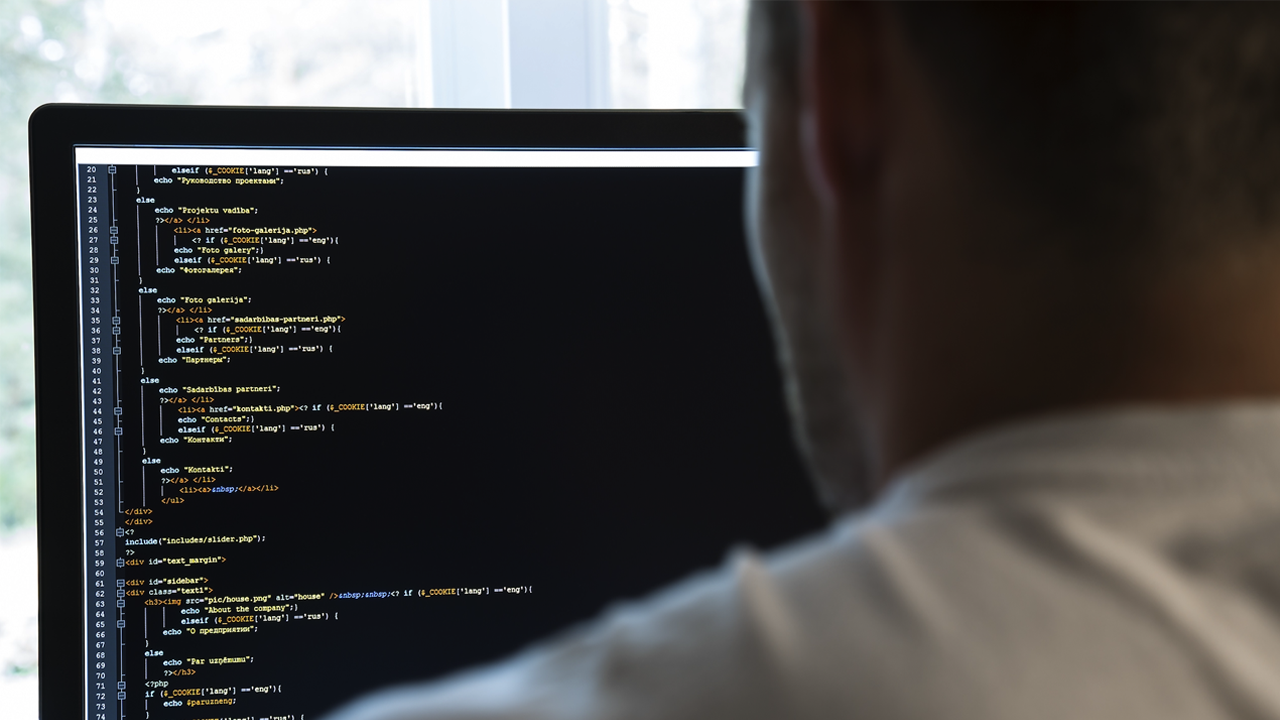 20 elseif ($_COOKIE['lang'] =='rus') {
21 echo "Руководство проектами";
22 }
23 else
24 echo "Projektu vadība";
25 ?></a> </li>
26 <li><a href="foto-galerija.php">
27 <? if ($_COOKIE['lang'] =='eng'){
28 echo "Foto galery";}
29 elseif ($_COOKIE['lang'] =='rus') {
30 echo "Фотогалерея";
31 }
32 else
33 echo "Foto galerija";
34 ?></a> </li>
35 <li><a href="sadarbibas-partneri.php">
36 <? if ($_COOKIE['lang'] =='eng'){
37 echo "Partners";}
38 elseif ($_COOKIE['lang'] =='rus') {
39 echo "Партнеры";
40 }
41 else
42 echo "Sadarbības partneri";
43 ?></a> </li>
44 <li><a href="kontakti.php"><? if ($_COOKIE['lang'] =='eng'){
45 echo "Contacts";}
46 elseif ($_COOKIE['lang'] =='rus') {
47 echo "Контакти";
48 }
49 else
50 echo "Kontakti";
51 ?></a> </li>
52 <li><a>&nbsp;</a></li>
53 </ul>
54 </div>
55 </div>
56 <?
57 include("includes/slider.php");
58 ?>
59 <div id="text_margin">
60
61 <div id="sidebar">
62 <div class="text1">
63 <h3><img src="pic/house.png" alt="house" />&nbsp;&nbsp;<? if ($_COOKIE['lang'] =='eng'){
64 echo "About the company";}
65 elseif ($_COOKIE['lang'] =='rus') {
66 echo "О предприятии";
67 }
68 else
69 echo "Par uzņēmumu";
70 ?></h3>
71 <?php
72 if ($_COOKIE['lang'] =='eng'){
73 echo $paruzneng;
74 }
($_COOKIE['lang'] =='rus') {